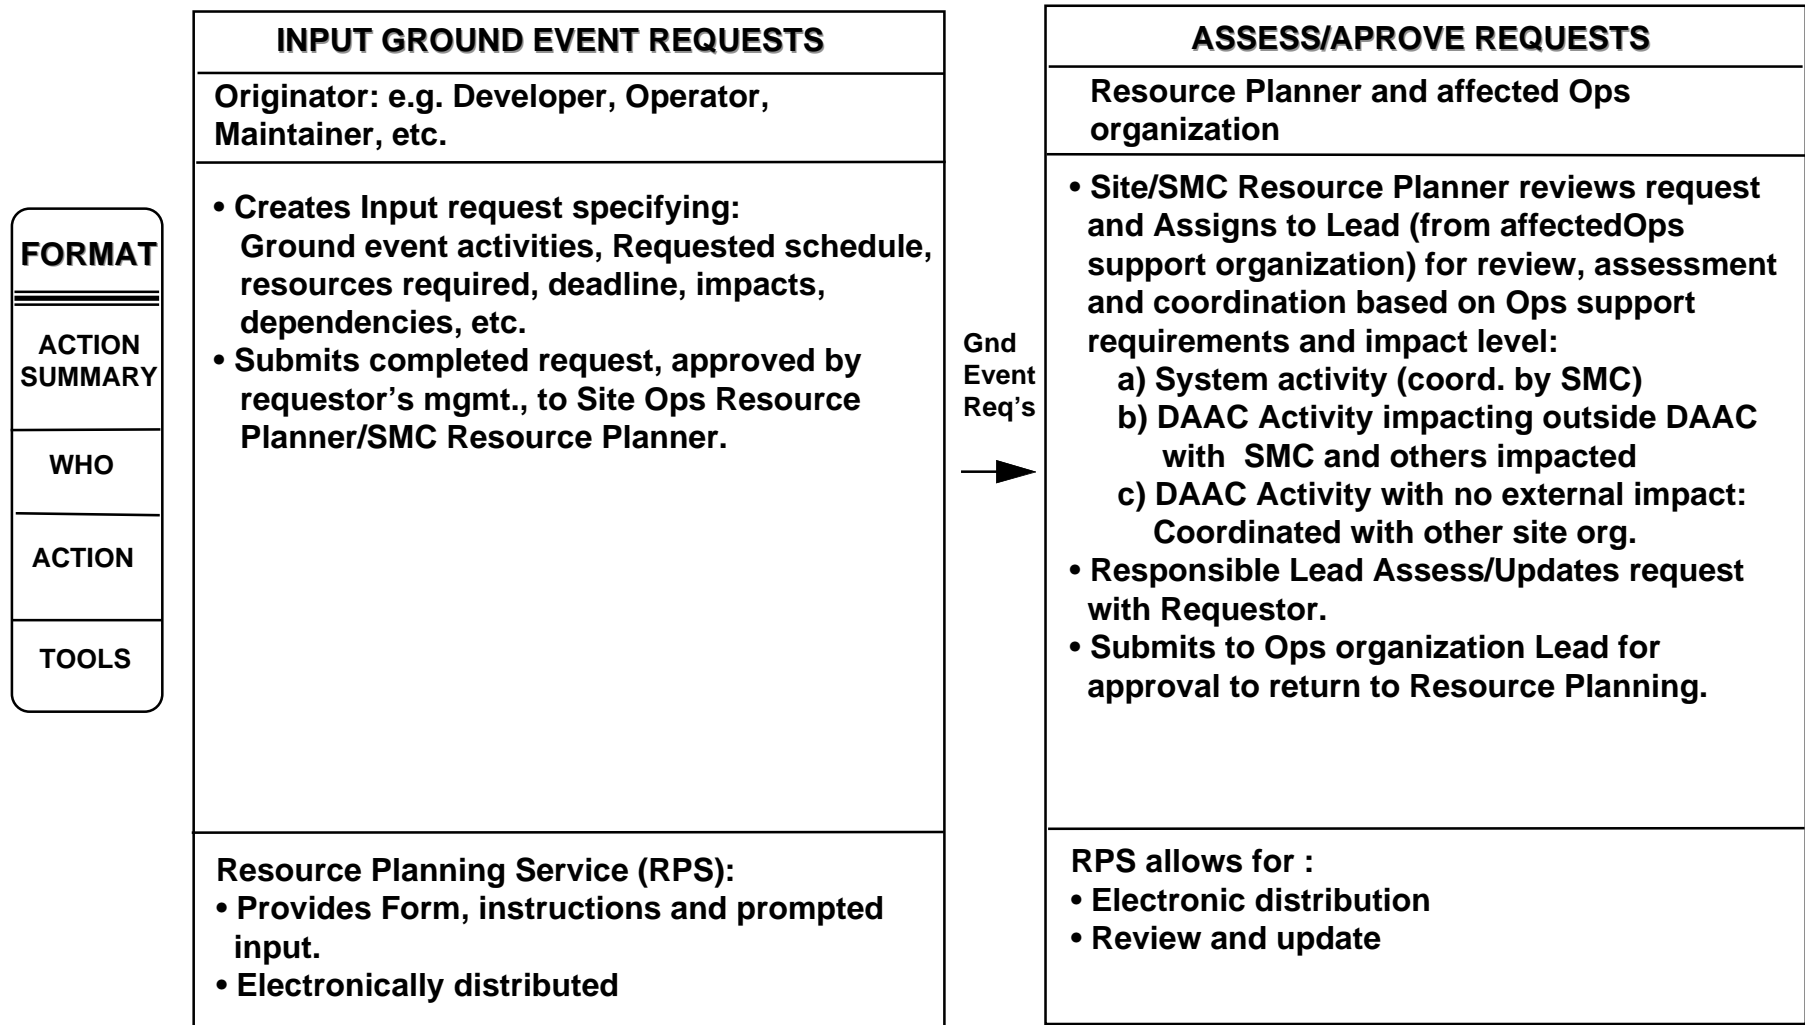 FORMAT
ACTION
SUMMARY
WHO
ACTION
TOOLS
INPUT GROUND EVENT REQUESTS
Originator: e.g. Developer, Operator,
Maintainer, etc.
• Creates Input request specifying:
Ground event activities, Requested schedule,
resources required, deadline, impacts,
dependencies, etc.
• Submits completed request, approved by
requestor’s mgmt., to Site Ops Resource
Planner/SMC Resource Planner.
Resource Planning Service (RPS):
• Provides Form, instructions and prompted
input.
• Electronically distributed
Gnd
Event
Req's
ASSESS/APROVE REQUESTS
Resource Planner and affected Ops
organization
• Site/SMC Resource Planner reviews request
and Assigns to Lead (from affectedOps
support organization) for review, assessment
and coordination based on Ops support
requirements and impact level:
a) System activity (coord. by SMC)
b) DAAC Activity impacting outside DAAC
with SMC and others impacted
c) DAAC Activity with no external impact:
Coordinated with other site org.
• Responsible Lead Assess/Updates request
with Requestor.
• Submits to Ops organization Lead for
approval to return to Resource Planning.
RPS allows for :
• Electronic distribution
• Review and update